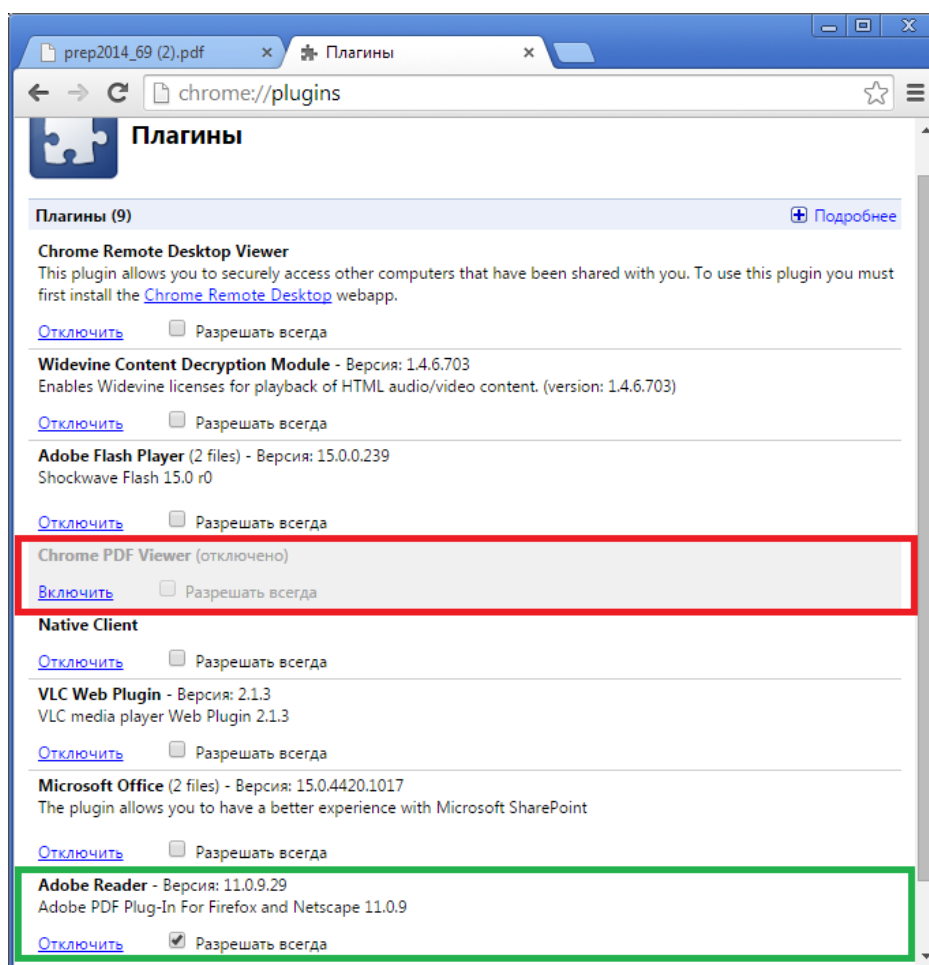 prep2014_69 (2).pdf
Плагины
chrome://plugins
Плагины
Плагины (9)
Подробнее
Chrome Remote Desktop Viewer
This plugin allows you to securely access other computers that have been shared with you. To use this plugin you must
first install the Chrome Remote Desktop webapp.
Отключить Разрешать всегда
Widevine Content Decryption Module - Версия: 1.4.6.703
Enables Widevine licenses for playback of HTML audio/video content. (version: 1.4.6.703)
Отключить Разрешать всегда
Adobe Flash Player (2 files) - Версия: 15.0.0.239
Shockwave Flash 15.0 r0
Отключить Разрешать всегда
Chrome PDF Viewer (отключено)
Включить Разрешать всегда
Native Client
Отключить Разрешать всегда
VLC Web Plugin - Версия: 2.1.3
VLC media player Web Plugin 2.1.3
Отключить Разрешать всегда
Microsoft Office (2 files) - Версия: 15.0.4420.1017
The plugin allows you to have a better experience with Microsoft SharePoint
Отключить Разрешать всегда
Adobe Reader - Версия: 11.0.9.29
Adobe PDF Plug-In For Firefox and Netscape 11.0.9
Отключить Разрешать всегда